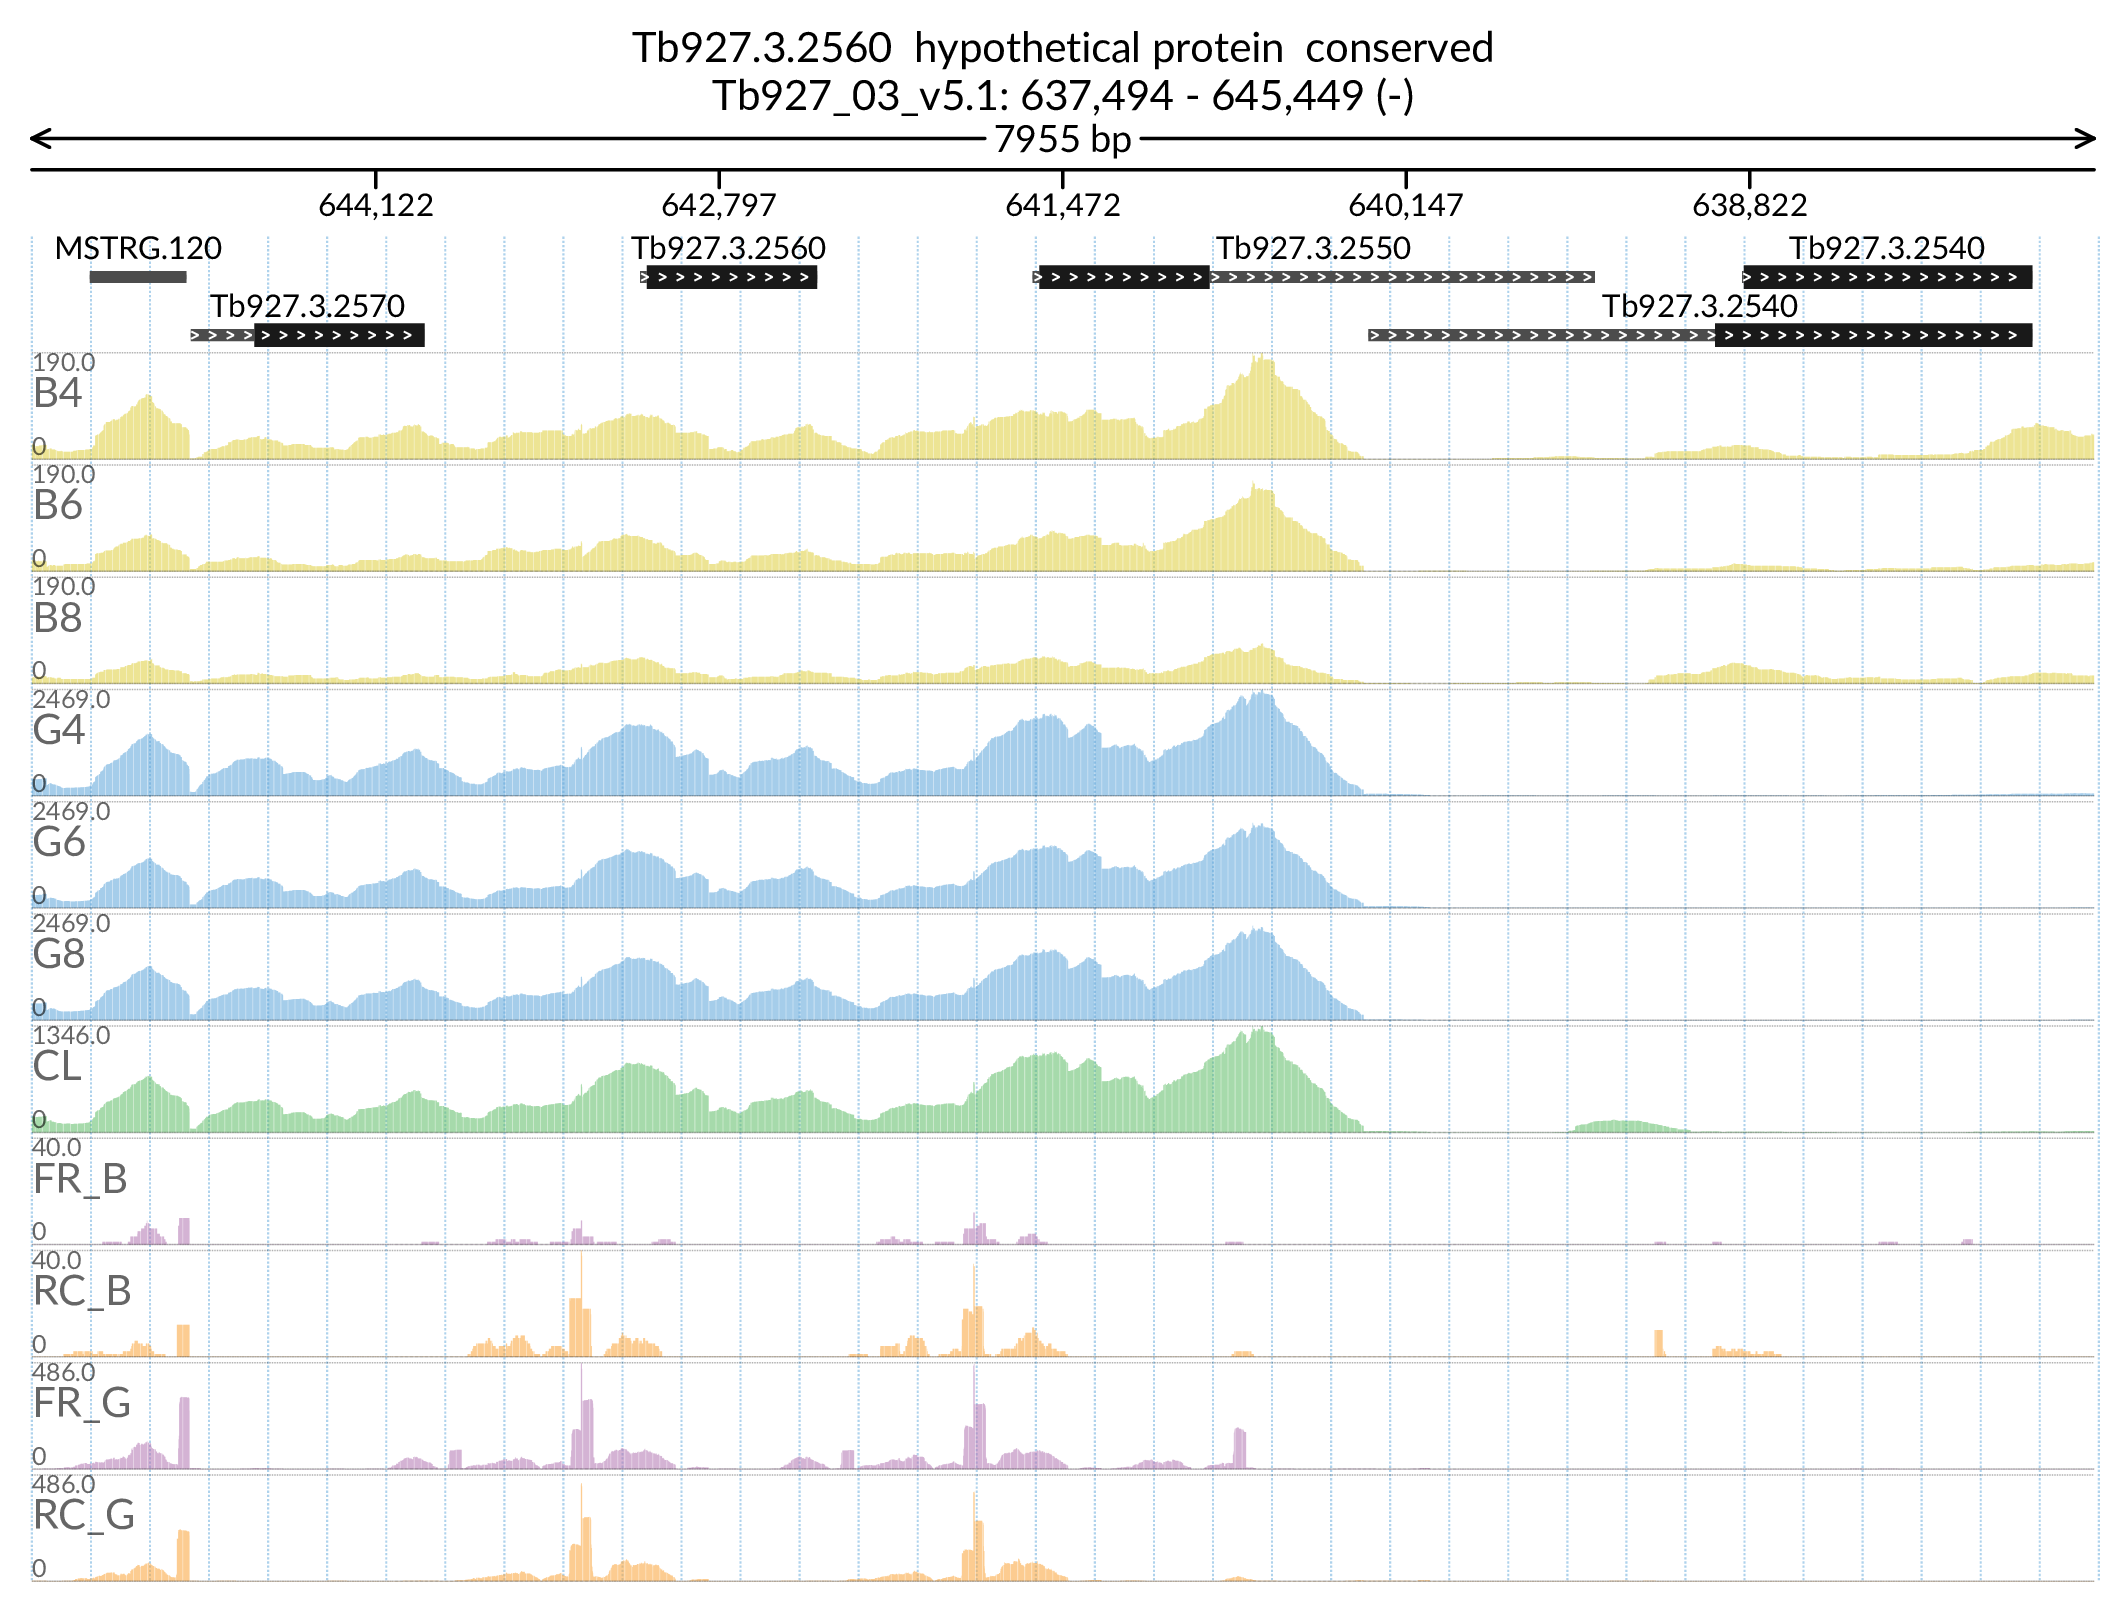 Tb927.3.2560  hypothetical protein  conserved
Tb927_03_v5.1: 637,494 - 645,449 (-)
7955 bp
644,122 642,797 641,472 640,147 638,822
MSTRG.120 Tb927.3.2560 Tb927.3.2550 Tb927.3.2540
Tb927.3.2570 Tb927.3.2540
190.0
B4
0
190.0
B6
0
190.0
B8
0
2469.0
G4
0
2469.0
G6
0
2469.0
G8
0
1346.0
CL
0
40.0
FR_B
0
40.0
RC_B
0
486.0
FR_G
0
486.0
RC_G
0